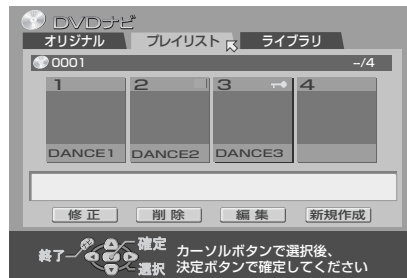 DVDナビ
オリジナル プレイリスト ライブラリ
0001 –/4
1 2 3 4
DANCE1 DANCE2 DANCE3
修正 削除 編集 新規作成
終了 確定 選択
カーソルボタンで選択後、
決定ボタンで確定してください